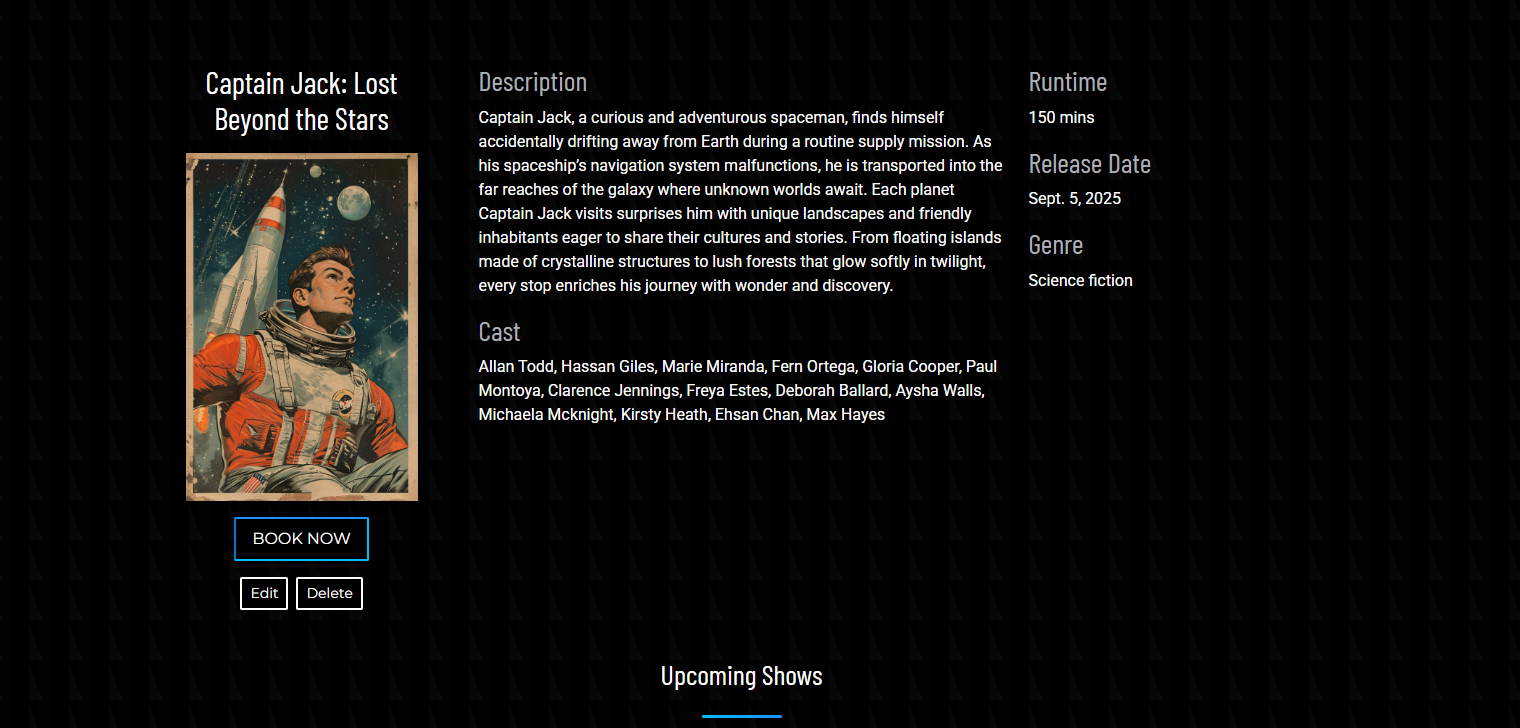 Captain Jack: Lost
Beyond the Stars
BOOK NOW
Edit
Delete
Description
Captain Jack, a curious and adventurous spaceman, finds himself
accidentally drifting away from Earth during a routine supply mission. As
his spaceship’s navigation system malfunctions, he is transported into the
far reaches of the galaxy where unknown worlds await. Each planet
Captain Jack visits surprises him with unique landscapes and friendly
inhabitants eager to share their cultures and stories. From floating islands
made of crystalline structures to lush forests that glow softly in twilight,
every stop enriches his journey with wonder and discovery.
Cast
Allan Todd, Hassan Giles, Marie Miranda, Fern Ortega, Gloria Cooper, Paul
Montoya, Clarence Jennings, Freya Estes, Deborah Ballard, Aysha Walls,
Michaela Mcknight, Kirsty Heath, Ehsan Chan, Max Hayes
Runtime
150 mins
Release Date
Sept. 5, 2025
Genre
Science fiction
Upcoming Shows